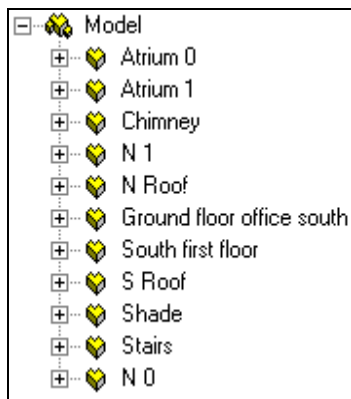 Model
Atrium 0
Atrium 1
Chimney
N 1
N Roof
Ground floor office south
South first floor
S Roof
Shade
Stairs
N 0